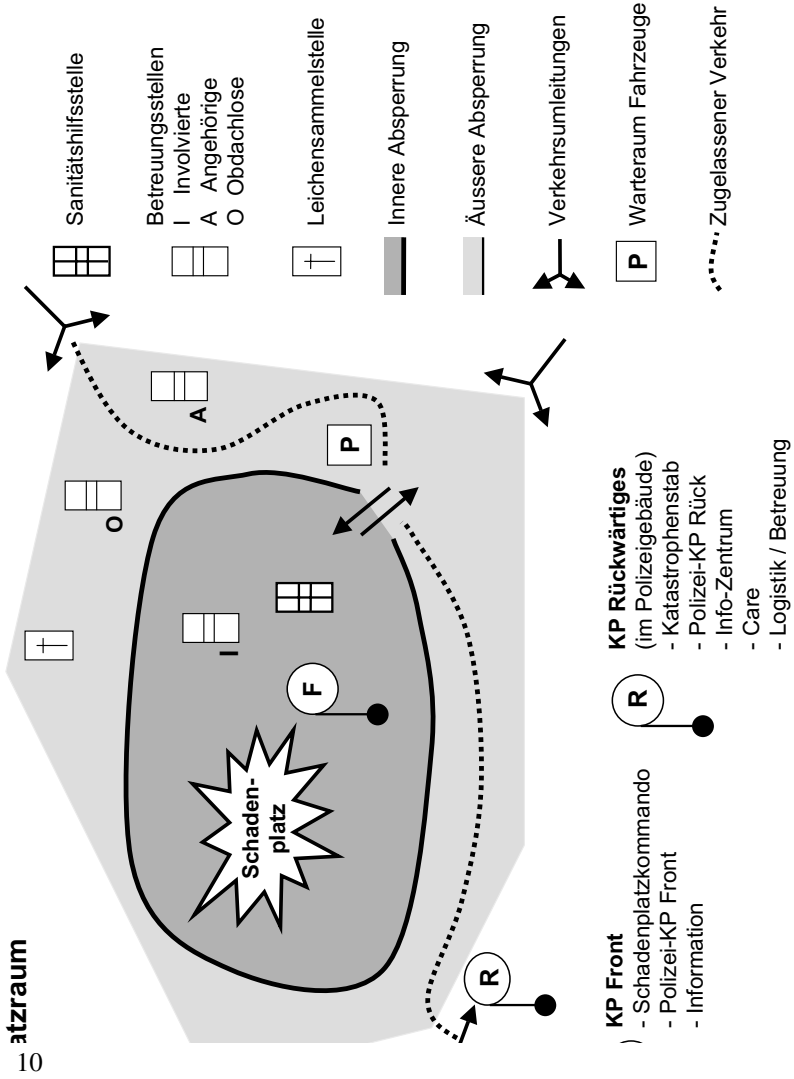 atzraum
Schaden-
platz
F
I
O
A
P
R
Sanitätshilfsstelle
Betreuungsstellen
I Involvierte
A Angehörige
O Obdachlose
Leichensammelstelle
Innere Absperrung
Äussere Absperrung
Verkehrsumleitungen
P Warteraum Fahrzeuge
Zugelassener Verkehr
) KP Front
- Schadenplatzkommando
- Polizei-KP Front
- Information
R
KP Rückwärtiges
(im Polizeigebäude)
- Katastrophenstab
- Polizei-KP Rück
- Info-Zentrum
- Care
- Logistik / Betreuung
10